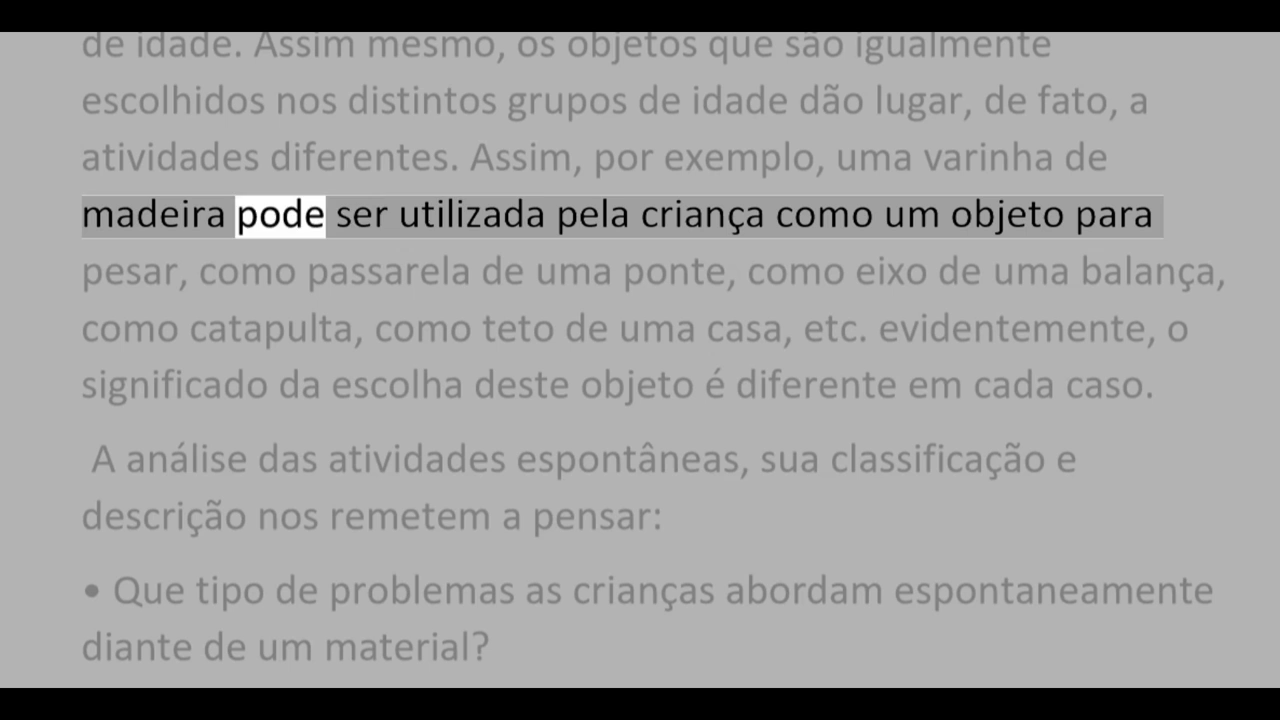 de idade. Assim mesmo, os objetos que são igualmente
escolhidos nos distintos grupos de idade dão lugar, de fato, a
atividades diferentes. Assim, por exemplo, uma varinha de
madeira pode ser utilizada pela criança como um objeto para
pesar, como passarela de uma ponte, como eixo de uma balança,
como catapulta, como teto de uma casa, etc. evidentemente, o
significado da escolha deste objeto é diferente em cada caso.
A análise das atividades espontâneas, sua classificação e
descrição nos remetem a pensar:
• Que tipo de problemas as crianças abordam espontaneamente
diante de um material?